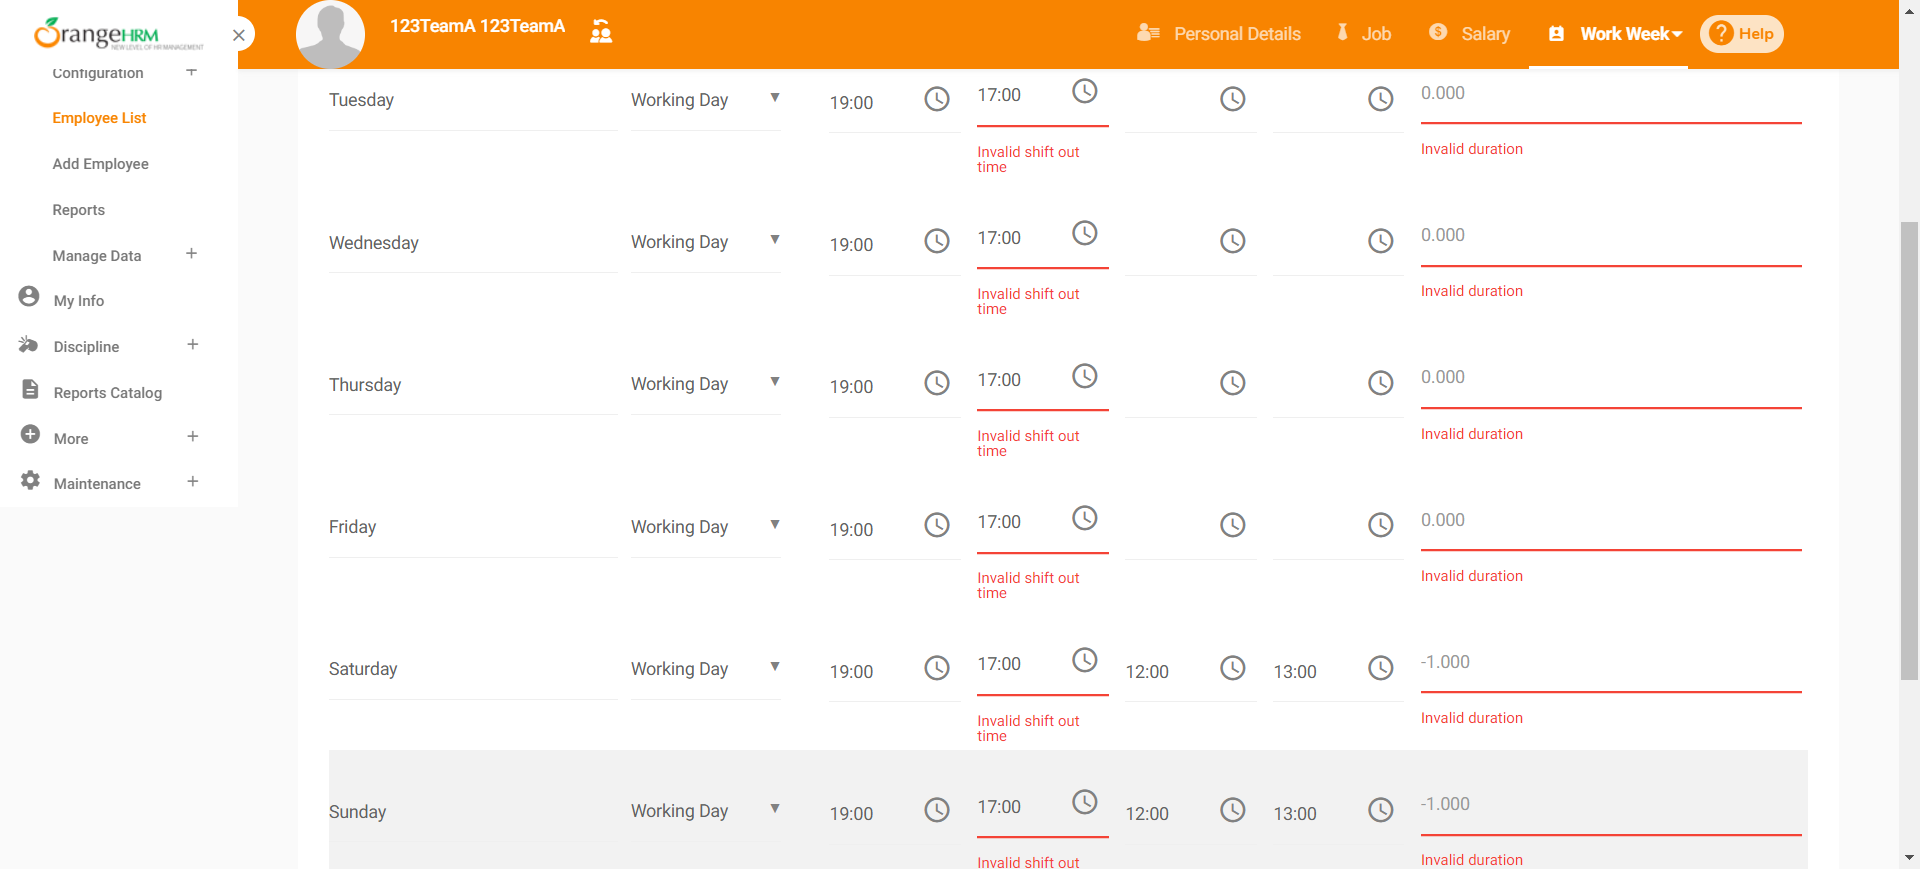 OrangeHRM
NEW LEVEL OF HR MANAGEMENT
123TeamA 123TeamA
Personal Details
Job
Salary
Work Week
Help
Configuration
Employee List
Add Employee
Reports
Manage Data
My Info
Discipline
Reports Catalog
More
Maintenance
Tuesday Working Day 19:00 17:00 0.000
Invalid shift out Invalid duration
time
Wednesday Working Day 19:00 17:00 0.000
Invalid shift out Invalid duration
time
Thursday Working Day 19:00 17:00 0.000
Invalid shift out Invalid duration
time
Friday Working Day 19:00 17:00 0.000
Invalid shift out Invalid duration
time
Saturday Working Day 19:00 17:00 12:00 13:00 -1.000
Invalid shift out Invalid duration
time
Sunday Working Day 19:00 17:00 12:00 13:00 -1.000
Invalid shift out Invalid duration